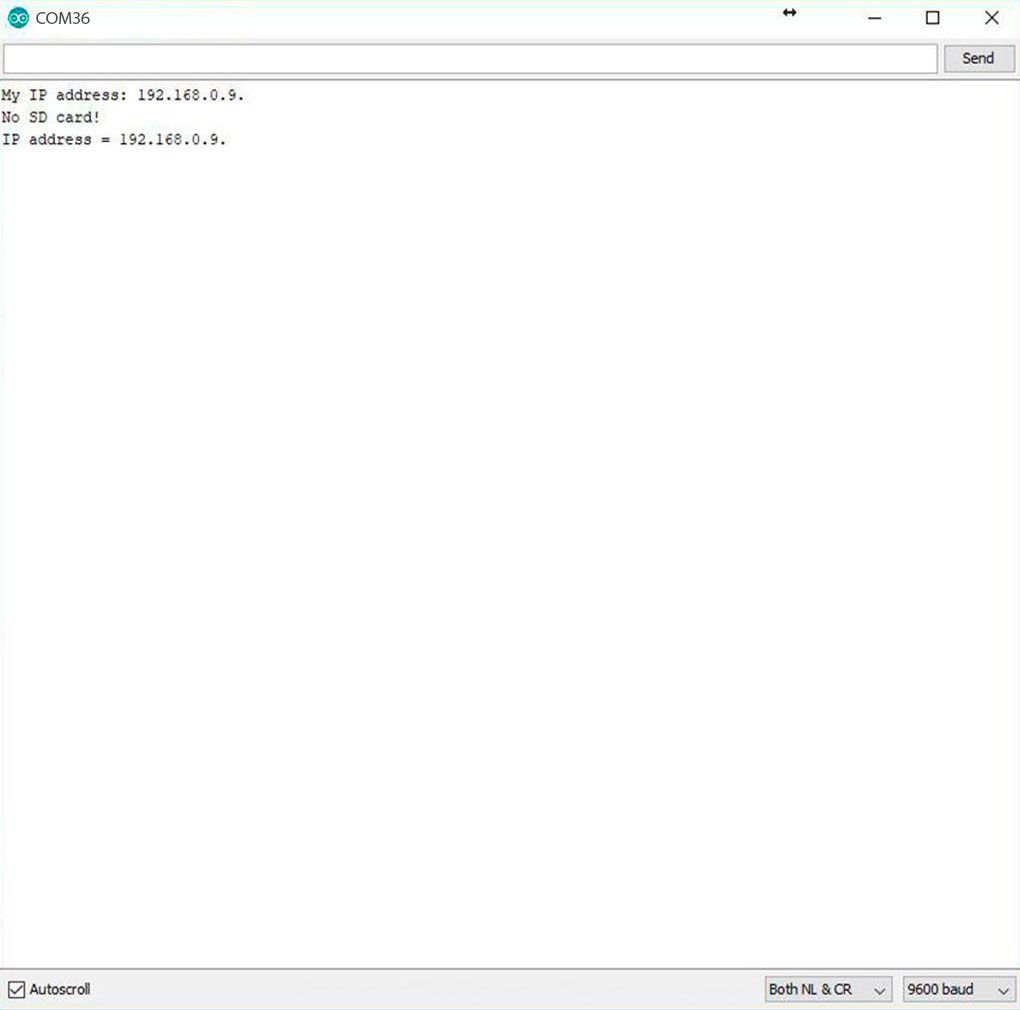 COM36
Send
My IP address: 192.168.0.9.
No SD card!
IP address = 192.168.0.9.
Autoscroll
Both NL & CR
9600 baud